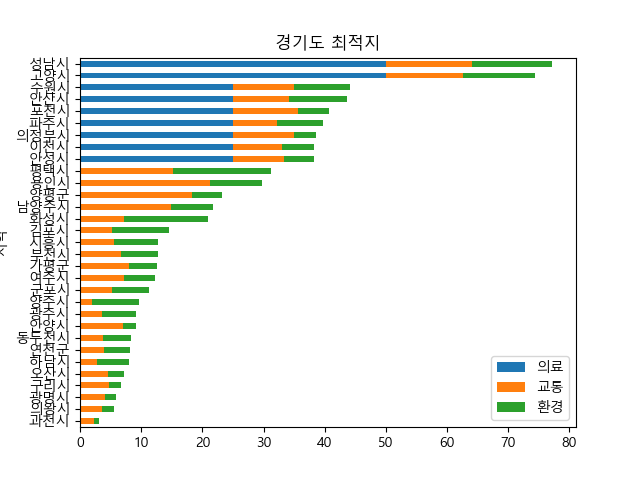 경기도 최적지
성남시
고양시
수원시
안산시
포천시
파주시
의정부시
이천시
안성시
평택시
용인시
양평군
남양주시
화성시
김포시
시흥시
부천시
가평군
여주시
군포시
양주시
광주시
안양시
동두천시
연천군
하남시
오산시
구리시
광명시
의왕시
과천시
0 10 20 30 40 50 60 70 80
의료
교통
환경